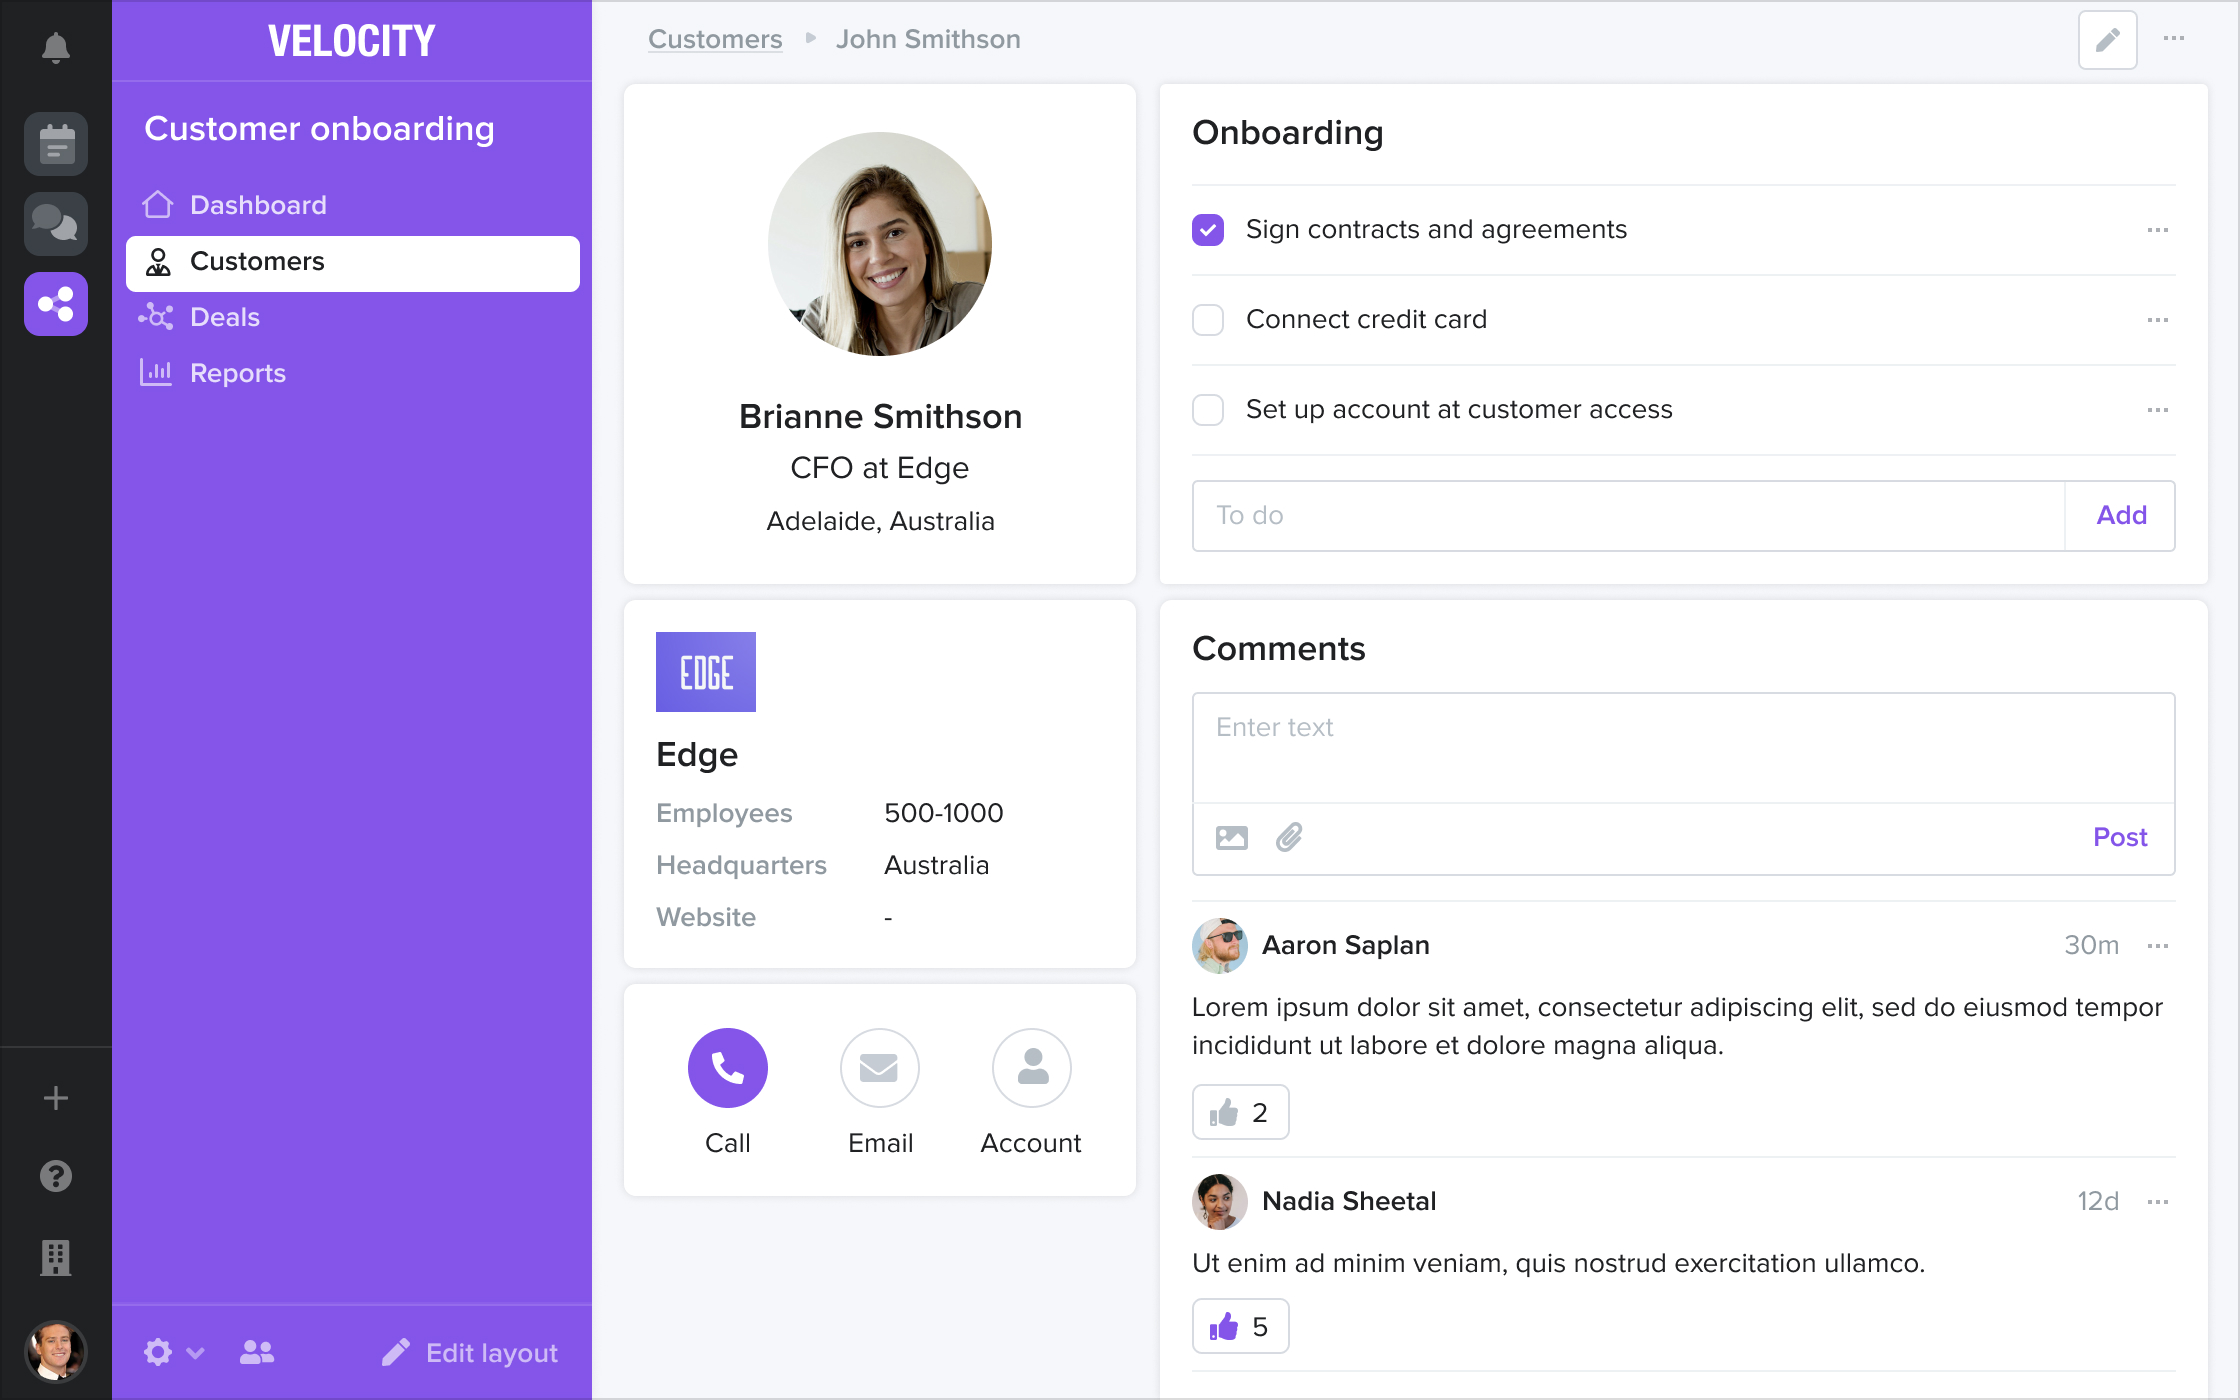 VELOCITY
Customer onboarding
Dashboard
Customers
Deals
Reports
Edit layout
Customers John Smithson
Brianne Smithson
CFO at Edge
Adelaide, Australia
EDGE
Edge
Employees 500-1000
Headquarters Australia
Website -
Call Email Account
Onboarding
Sign contracts and agreements
Connect credit card
Set up account at customer access
To do Add
Comments
Enter text
Post
Aaron Saplan 30m
Lorem ipsum dolor sit amet, consectetur adipiscing elit, sed do eiusmod tempor
incididunt ut labore et dolore magna aliqua.
2
Nadia Sheetal 12d
Ut enim ad minim veniam, quis nostrud exercitation ullamco.
5